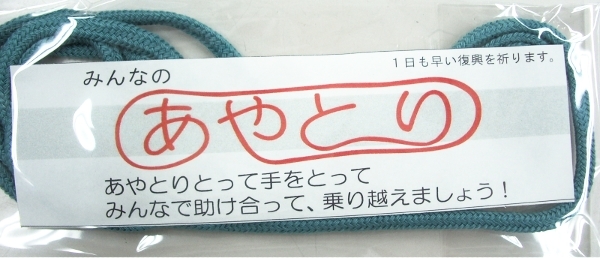 みんなの
1日も早い復興を祈ります。
あやとり
あやとりとって手をとって
みんなで助け合って、乗り越えましょう！